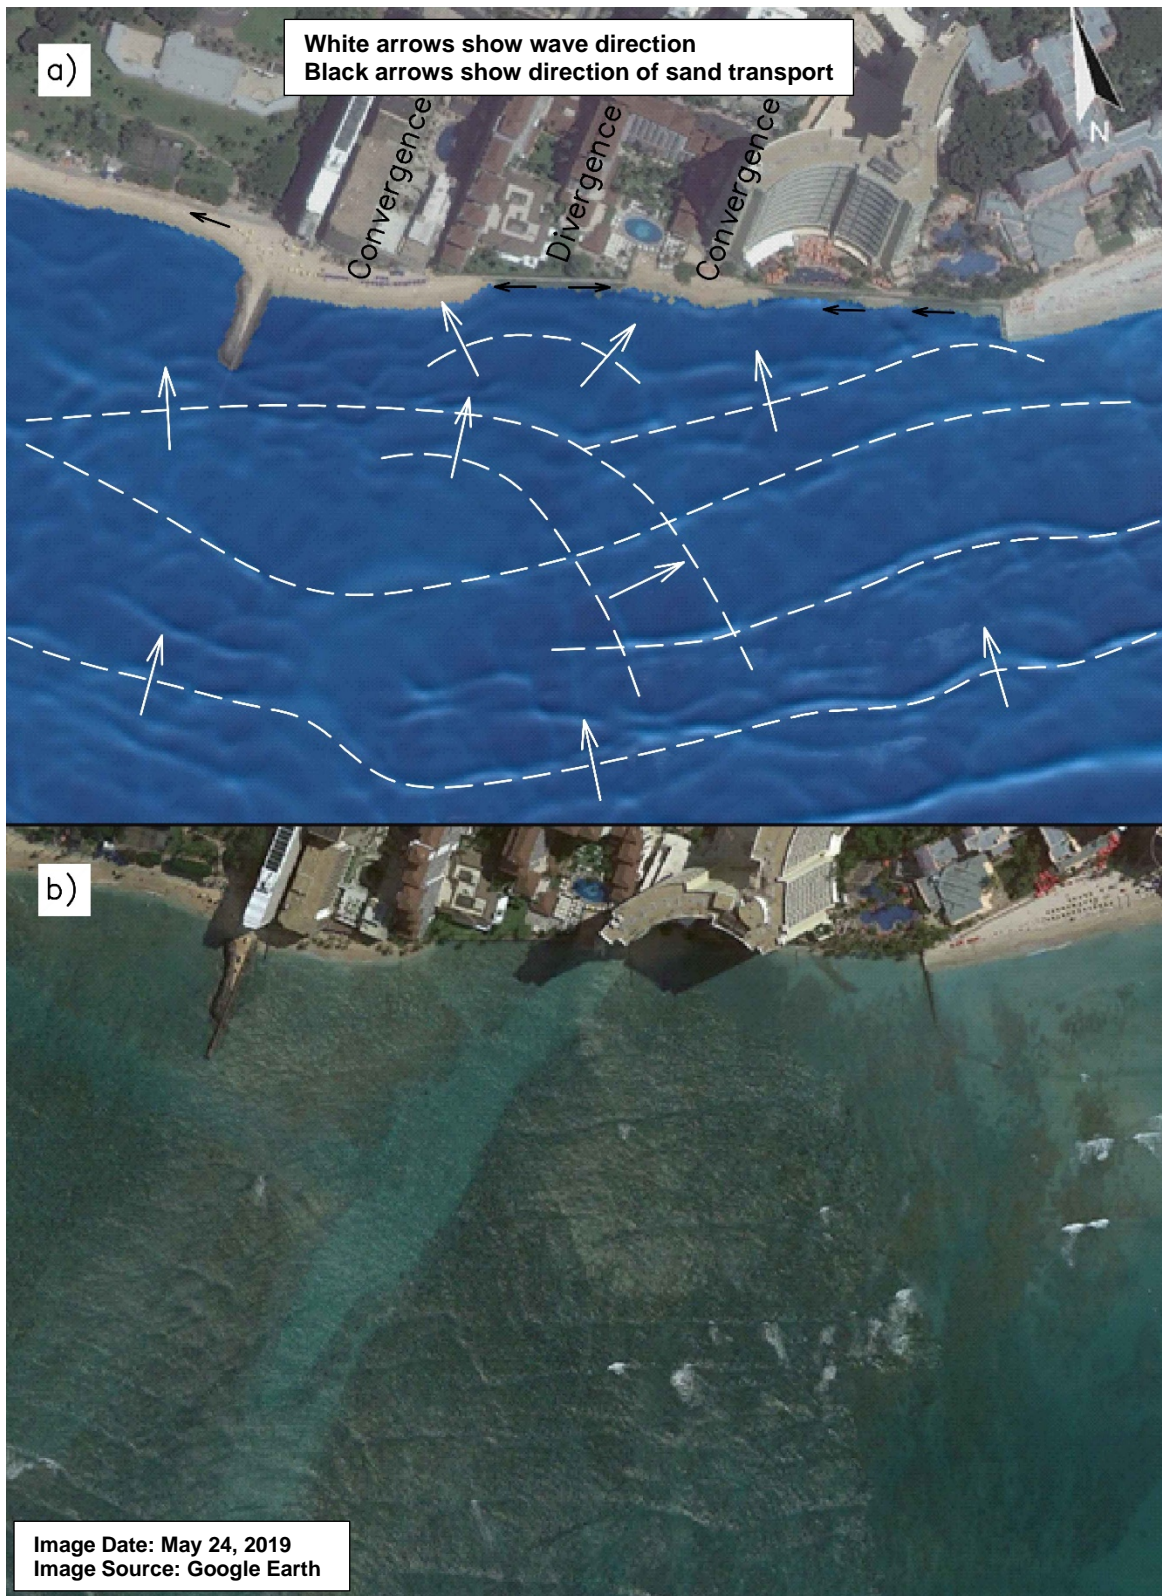 a)
White arrows show wave direction
Black arrows show direction of sand transport
Convergence
Divergence
Convergence
N
b)
Image Date: May 24, 2019
Image Source: Google Earth